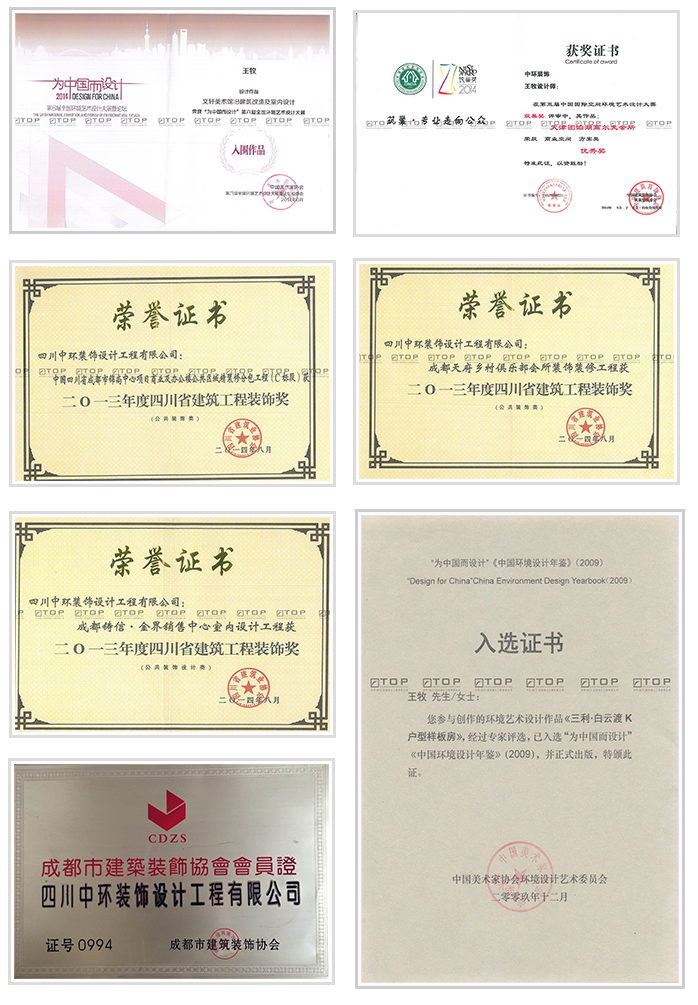 为中国而设计
2014 | DESIGN FOR CHINA
第六届全国环境艺术设计大展暨论坛
王牧
设计作品
文轩美术馆旧建筑改造及室内设计
荣获“为中国而设计”第六届全国环境艺术设计大展
入围作品
中国美术家协会
2014
筑巢·若让走向公众
获奖证书
Certificate of award
中环装饰
王牧设计师:
在第五届中国国际空间环境艺术设计大赛
筑巢奖 评审中,其作品:
天津团泊湖高尔夫会所
荣获 商业空间 方案类
优秀奖
特发此证,以资鼓励!
荣誉证书
四川中环装饰设计工程有限公司:
中国四川省成都市锦尚中心项目商业及办公楼公共区域精装修分包工程(C标段)获
二〇一三年度四川省建筑工程装饰奖
(公共装饰类)
二〇一四年八月
荣誉证书
四川中环装饰设计工程有限公司:
成都天府乡村俱乐部会所装饰装修工程获
二〇一三年度四川省建筑工程装饰奖
(公共装饰类)
二〇一四年八月
荣誉证书
四川中环装饰设计工程有限公司:
成都铸信·金界销售中心室内设计工程获
二〇一三年度四川省建筑工程装饰奖
(公共装饰设计类)
二〇一四年八月
“为中国而设计”《中国环境设计年鉴》(2009)
“Design for China”China Environment Design Yearbook(2009)
入选证书
王牧 先生/女士:
您参与创作的环境艺术设计作品《三利·白云渡 K
户型样板房》,经过专家评选,已入选“为中国而设计”
《中国环境设计年鉴》(2009),并正式出版,特颁此
证。
中国美术家协会环境设计艺术委员会
二零零玖年十二月
CDZS
成都市建築裝飾協會會員證
四川中环装饰设计工程有限公司
证号0994
成都市建筑装饰协会
TOP